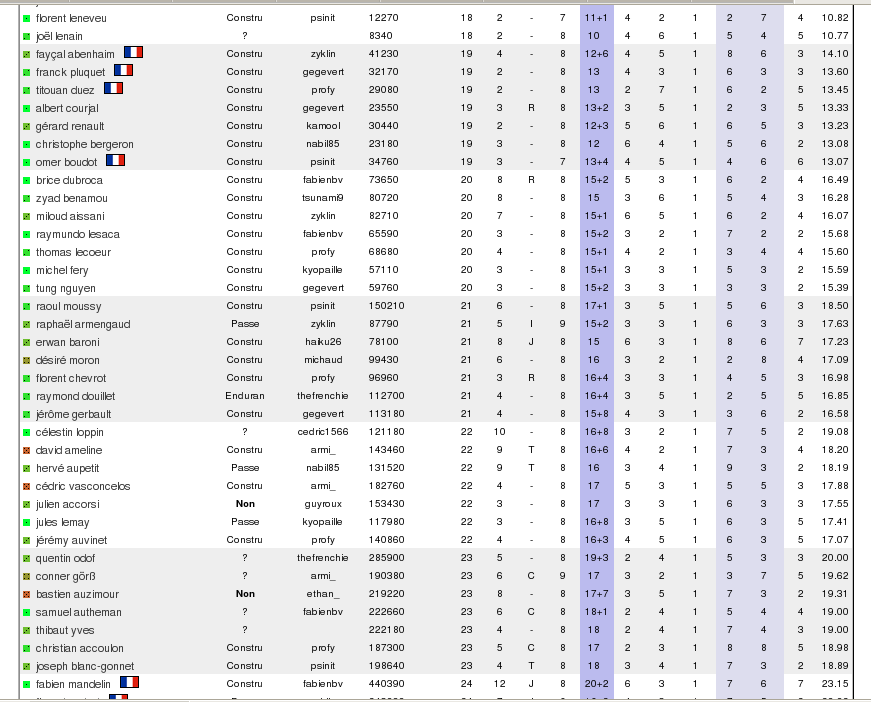 florent leneveu Constru psinit 12270 18 2 - 7 11+1 4 2 1 2 7 4 10.82
joël lenain ? 8340 18 2 - 8 10 4 6 1 5 4 5 10.77
fayçal abenhaim Constru zyklin 41230 19 4 - 8 12+6 4 5 1 8 6 3 14.10
franck pluquet Constru gegevert 32170 19 2 - 8 13 4 3 1 6 3 3 13.60
titouan duez Constru profy 29080 19 2 - 8 13 2 7 1 6 2 5 13.45
albert courjal Constru gegevert 23550 19 3 R 8 13+2 3 5 1 2 3 5 13.33
gérard renault Constru kamool 30440 19 2 - 8 12+3 5 6 1 6 5 3 13.23
christophe bergeron Constru nabil85 23180 19 3 - 8 12 6 4 1 5 6 2 13.08
omer boudot Constru psinit 34760 19 3 - 7 13+4 4 5 1 4 6 6 13.07
brice dubroca Constru fabienbv 73650 20 8 R 8 15+2 5 3 1 6 2 4 16.49
zyad benamou Constru tsunami9 80720 20 8 - 8 15 3 6 1 5 4 3 16.28
miloud aissani Constru zyklin 82710 20 7 - 8 15+1 6 5 1 6 2 4 16.07
raymundo lesaca Constru fabienbv 65590 20 3 - 8 15+2 3 2 1 7 2 2 15.68
thomas lecoeur Constru profy 68680 20 4 - 8 15+1 4 2 1 3 4 4 15.60
michel fery Constru kyopaille 57110 20 3 - 8 15+1 3 3 1 5 3 2 15.59
tung nguyen Constru gegevert 59760 20 3 - 8 15+2 3 3 1 3 3 2 15.39
raoul moussy Constru psinit 150210 21 6 - 8 17+1 3 5 1 5 6 3 18.50
raphaël armengaud Passe zyklin 87790 21 5 I 9 15+2 3 3 1 6 3 3 17.63
erwan baroni Constru haiku26 78100 21 8 J 8 15 6 3 1 8 6 7 17.23
désiré moron Constru michaud 99430 21 6 - 8 16 3 2 1 2 8 4 17.09
florent chevrot Constru profy 96960 21 3 R 8 16+4 3 3 1 4 5 3 16.98
raymond douillet Enduran thefrenchie 112700 21 4 - 8 16+4 3 5 1 2 5 5 16.85
jérôme gerbault Constru gegevert 113180 21 4 - 8 15+8 4 3 1 3 6 2 16.58
célestin loppin ? cedric1566 121180 22 10 - 8 16+8 3 2 1 7 5 2 19.08
david ameline Constru armi_ 143460 22 9 T 8 16+6 4 2 1 7 3 4 18.20
hervé aupetit Passe nabil85 131520 22 9 T 8 16 3 4 1 9 3 2 18.19
cédric vasconcelos Constru armi_ 182760 22 4 - 8 17 5 3 1 5 5 3 17.88
julien accorsi Non guyroux 153430 22 3 - 8 17 3 3 1 6 3 3 17.55
jules lemay Passe kyopaille 117980 22 3 - 8 16+8 3 5 1 6 3 5 17.41
jérémy auvinet Constru profy 140860 22 4 - 8 16+3 4 5 1 6 3 5 17.07
quentin odof ? thefrenchie 285900 23 5 - 8 19+3 2 4 1 5 3 3 20.00
conner görß ? armi_ 190380 23 6 C 9 17 3 2 1 3 7 5 19.62
bastien auzimour Non ethan_ 219220 23 8 - 8 17+7 3 5 1 7 3 2 19.31
samuel autheman ? fabienbv 222660 23 6 C 8 18+1 2 4 1 5 4 4 19.00
thibaut yves ? 222180 23 4 - 8 18 2 4 1 7 4 3 19.00
christian accoulon Constru profy 187300 23 5 C 8 17 2 3 1 8 8 5 18.98
joseph blanc-gonnet Constru psinit 198640 23 4 T 8 18 3 4 1 7 3 2 18.89
fabien mandelin Constru fabienbv 440390 24 12 J 8 20+2 6 3 1 7 6 7 23.15